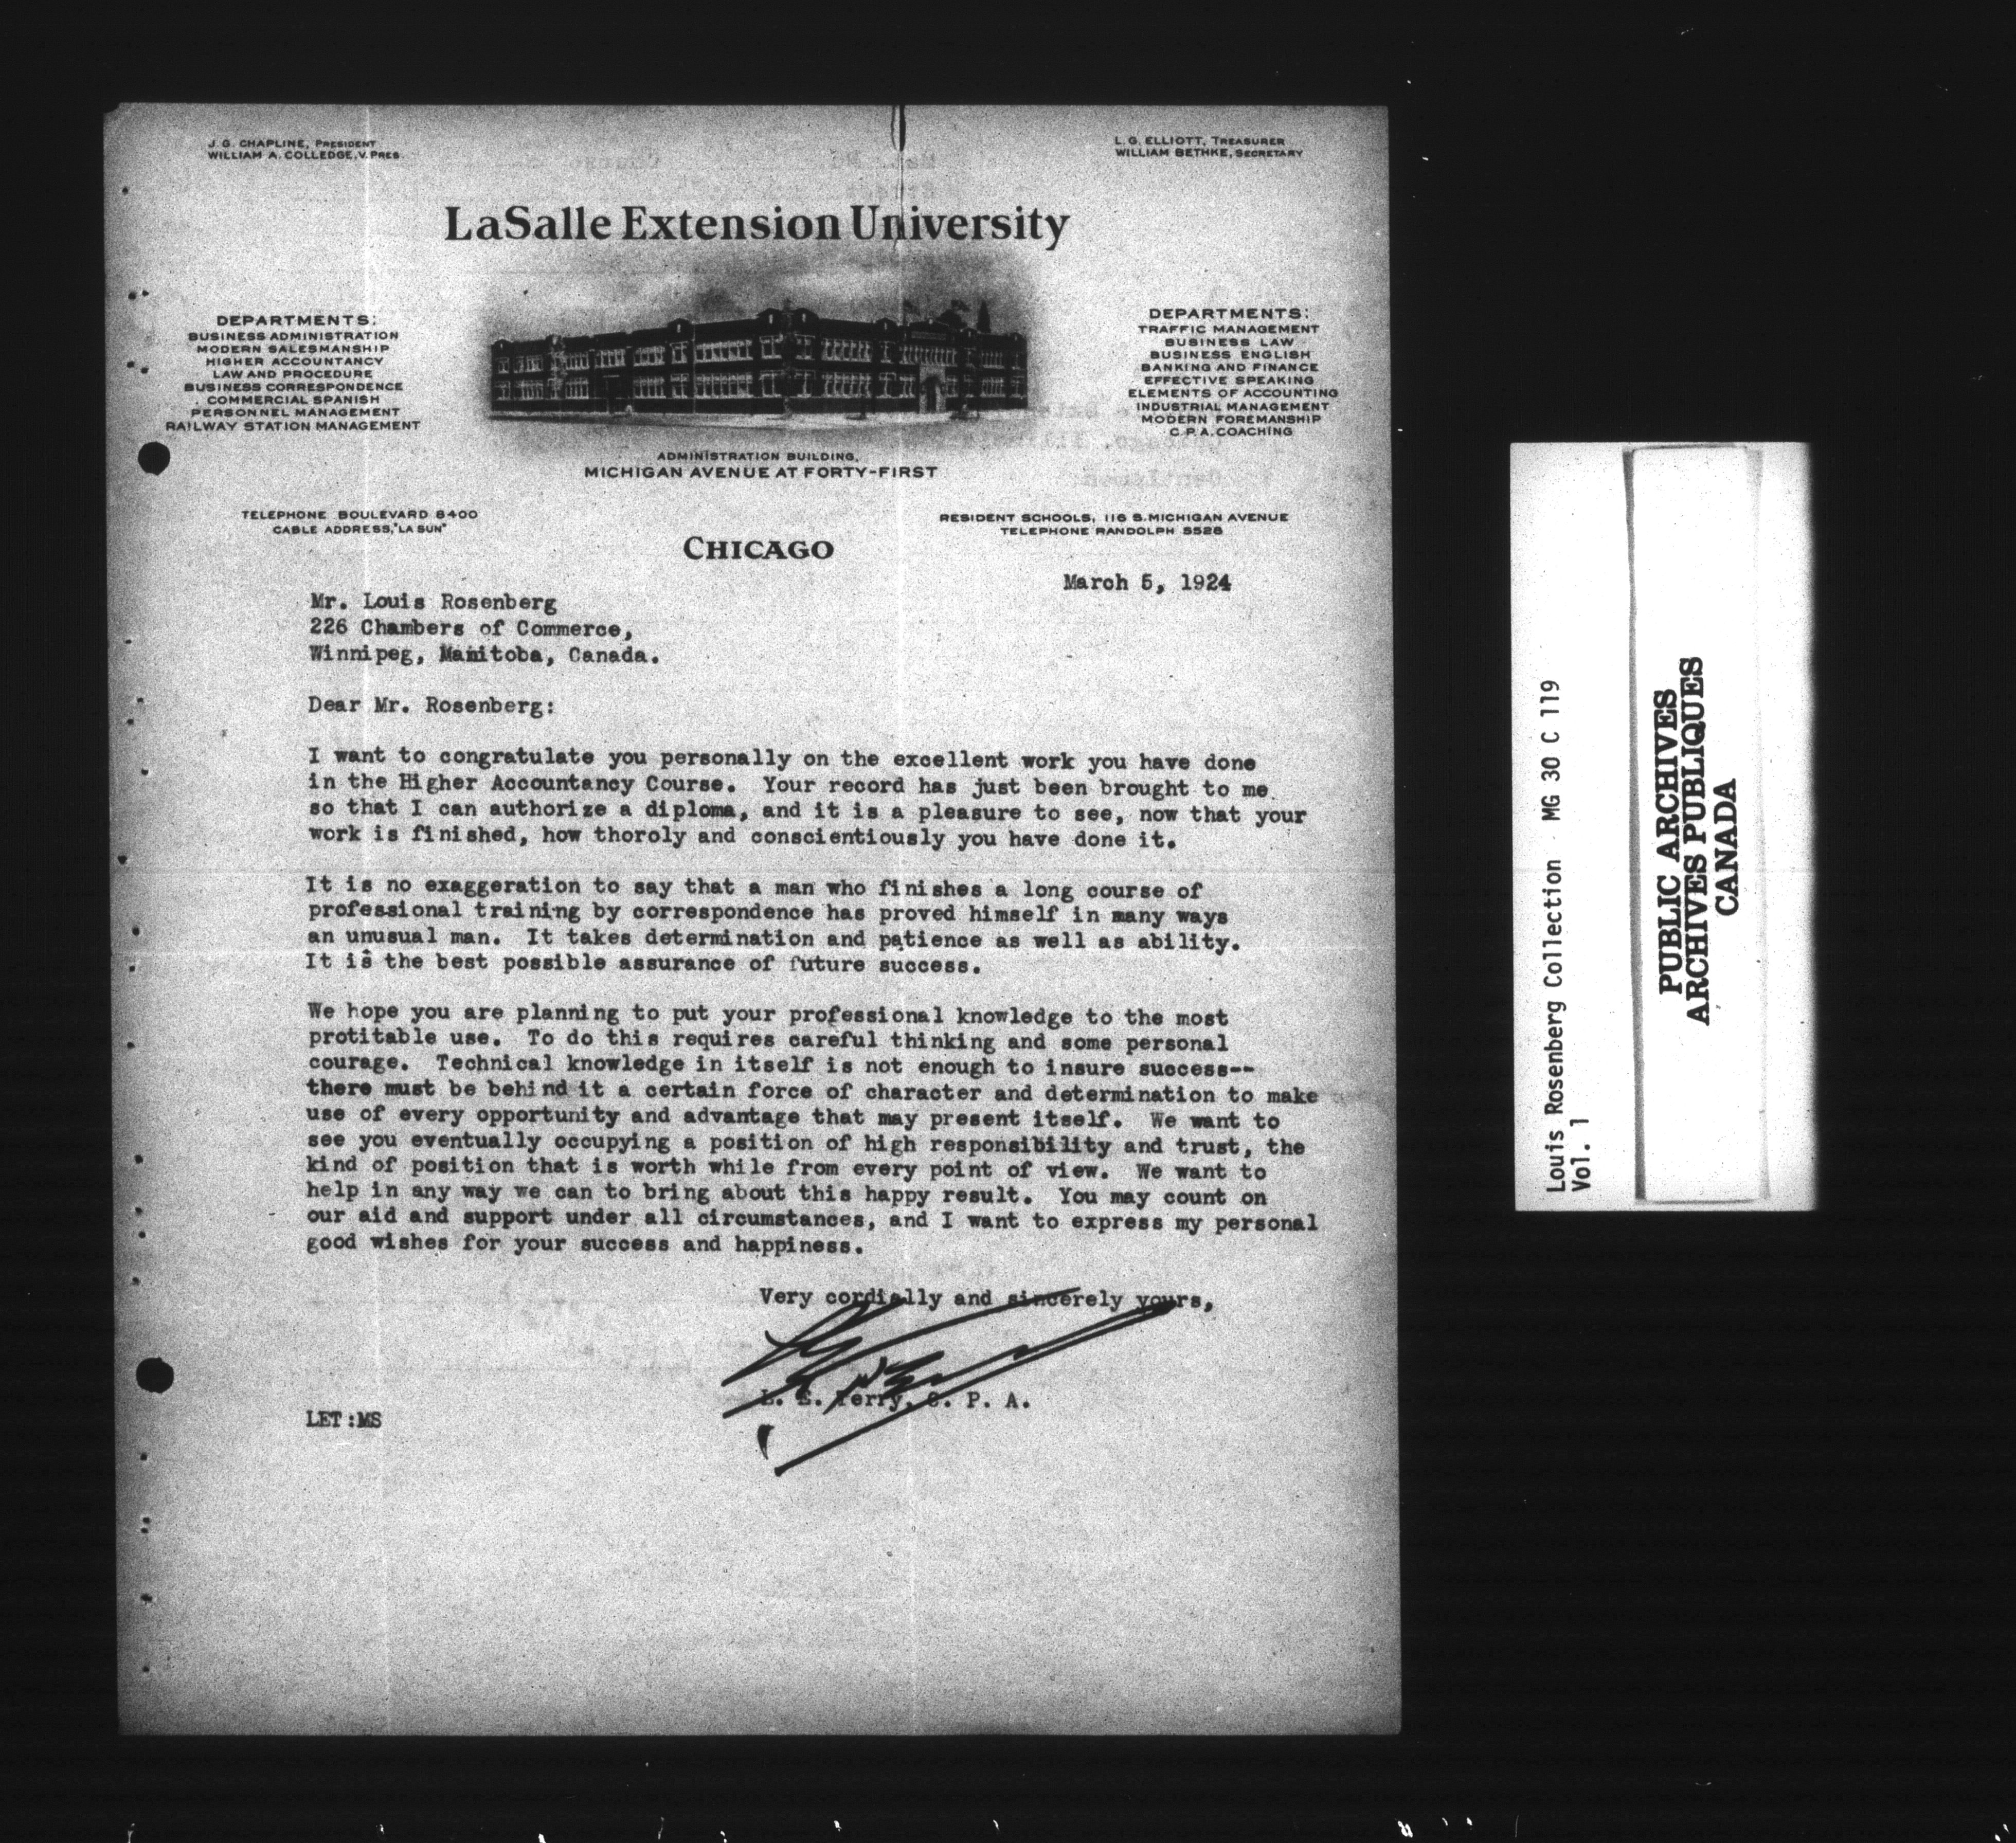 J. G. CHAPLINE, PRESIDENT
WILLIAM A. COLLEDGE, V. PRES.
L. G. ELLIOTT, TREASURER
WILLIAM BETHKE, SECRETARY
LaSalle Extension University
DEPARTMENTS:
BUSINESS ADMINISTRATION
MODERN SALESMANSHIP
HIGHER ACCOUNTANCY
LAW AND PROCEDURE
BUSINESS CORRESPONDENCE
COMMERCIAL SPANISH
PERSONNEL MANAGEMENT
RAILWAY STATION MANAGEMENT
DEPARTMENTS:
TRAFFIC MANAGEMENT
BUSINESS LAW
BUSINESS ENGLISH
BANKING AND FINANCE
EFFECTIVE SPEAKING
ELEMENTS OF ACCOUNTING
INDUSTRIAL MANAGEMENT
MODERN FOREMANSHIP
C.P.A. COACHING
ADMINISTRATION BUILDING,
MICHIGAN AVENUE AT FORTY-FIRST
TELEPHONE BOULEVARD 8400
CABLE ADDRESS, "LA SUN"
RESIDENT SCHOOLS, 116 S. MICHIGAN AVENUE
TELEPHONE RANDOLPH 5526
CHICAGO
March 5, 1924
Mr. Louis Rosenberg
226 Chambers of Commerce,
Winnipeg, Manitoba, Canada.
Dear Mr. Rosenberg:
I want to congratulate you personally on the excellent work you have done
in the Higher Accountancy Course. Your record has just been brought to me
so that I can authorize a diploma, and it is a pleasure to see, now that your
work is finished, how thoroly and conscientiously you have done it.
It is no exaggeration to say that a man who finishes a long course of
professional training by correspondence has proved himself in many ways
an unusual man. It takes determination and patience as well as ability.
It is the best possible assurance of future success.
We hope you are planning to put your professional knowledge to the most
protitable use. To do this requires careful thinking and some personal
courage. Technical knowledge in itself is not enough to insure success--
there must be behind it a certain force of character and determination to make
use of every opportunity and advantage that may present itself. We want to
see you eventually occupying a position of high responsibility and trust, the
kind of position that is worth while from every point of view. We want to
help in any way we can to bring about this happy result. You may count on
our aid and support under all circumstances, and I want to express my personal
good wishes for your success and happiness.
Very cordially and sincerely yours,
L. E. Terry, C. P. A.
LET:MS
Louis Rosenberg Collection MG 30 C 119
Vol. 1
PUBLIC ARCHIVES
ARCHIVES PUBLIQUES
CANADA